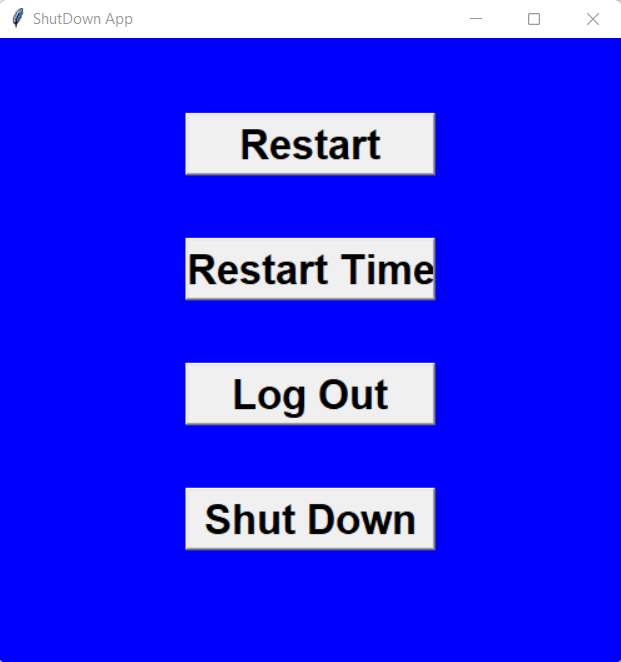 ShutDown App
Restart
Restart Time
Log Out
Shut Down